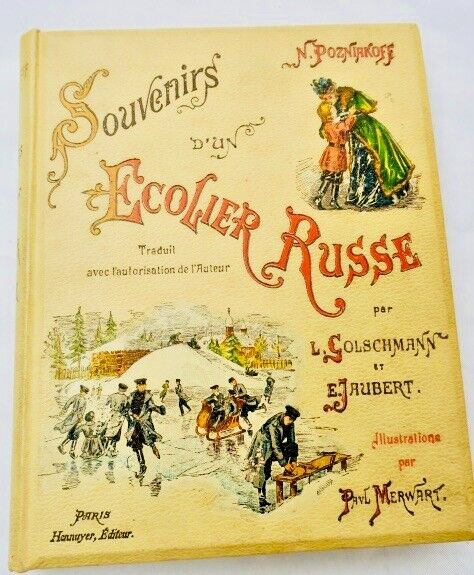 N. POZNIAKOFF
Souvenirs
D'UN
ECOLIER RUSSE
Traduit
avec l'autorisation de l'Auteur
par
L. GOLSCHMANN
ET
E. JAUBERT.
Illustrations
par
PAUL MERWART.
PARIS
Hennuyer, Éditeur.